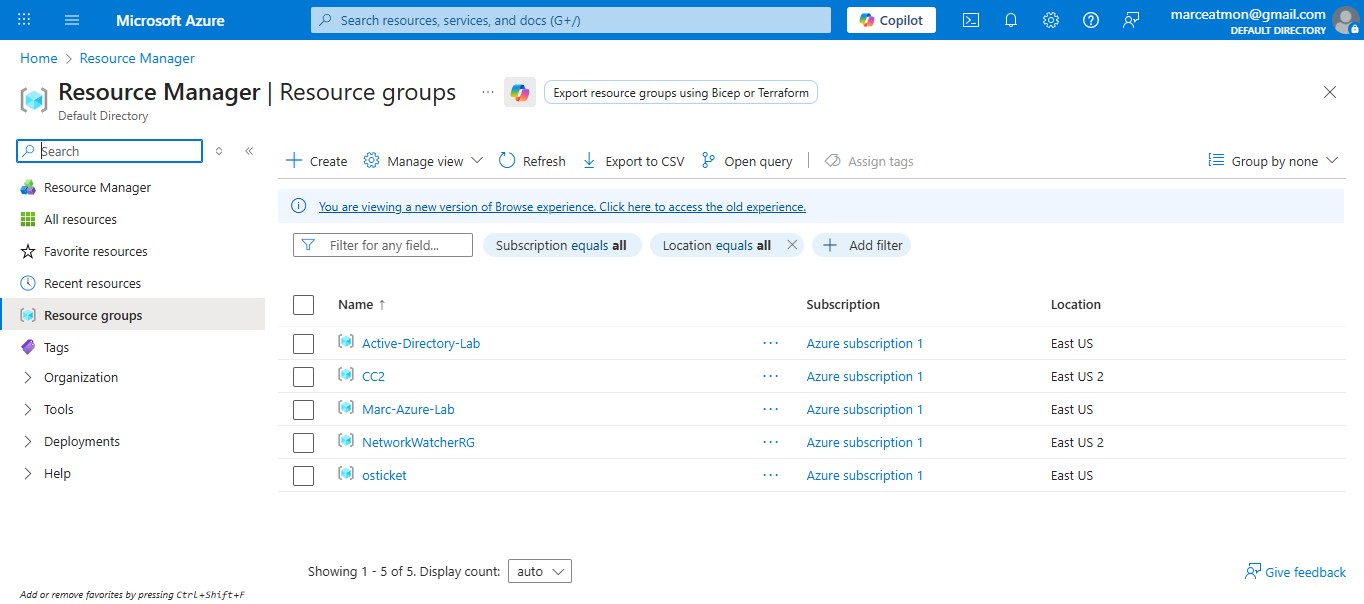 Microsoft Azure
Search resources, services, and docs (G+/)
Copilot
marceatmon@gmail.com
DEFAULT DIRECTORY
Home > Resource Manager
Resource Manager | Resource groups
...
Export resource groups using Bicep or Terraform
Default Directory
Search
Resource Manager
All resources
Favorite resources
Recent resources
Resource groups
Tags
Organization
Tools
Deployments
Help
Add or remove favorites by pressing Ctrl+Shift+F
Create Manage view Refresh Export to CSV Open query Assign tags Group by none
You are viewing a new version of Browse experience. Click here to access the old experience.
Filter for any field... Subscription equals all Location equals all Add filter
Name ↑ Subscription Location
Active-Directory-Lab ... Azure subscription 1 East US
CC2 ... Azure subscription 1 East US 2
Marc-Azure-Lab ... Azure subscription 1 East US
NetworkWatcherRG ... Azure subscription 1 East US 2
osticket ... Azure subscription 1 East US
Showing 1 - 5 of 5. Display count: auto
Give feedback